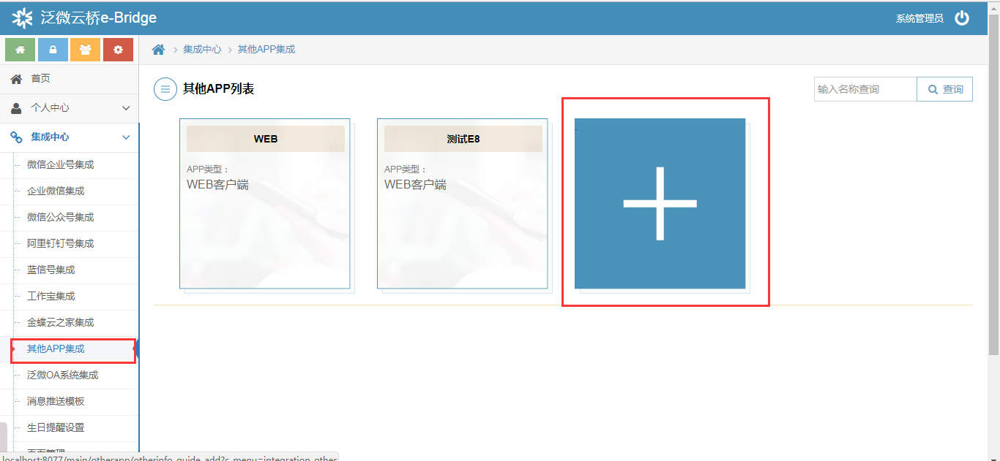 泛微云桥e-Bridge
系统管理员
集成中心
其他APP集成
首页
个人中心
集成中心
微信企业号集成
企业微信集成
微信公众号集成
阿里钉钉号集成
蓝信号集成
工作宝集成
金蝶云之家集成
其他APP集成
泛微OA系统集成
消息推送模板
生日提醒设置
页面管理
其他APP列表
输入名称查询
查询
WEB
APP类型：
WEB客户端
测试E8
APP类型：
WEB客户端
localhost:8077/main/otherapp/otherinfo_guide_add?c_menu=integration_other